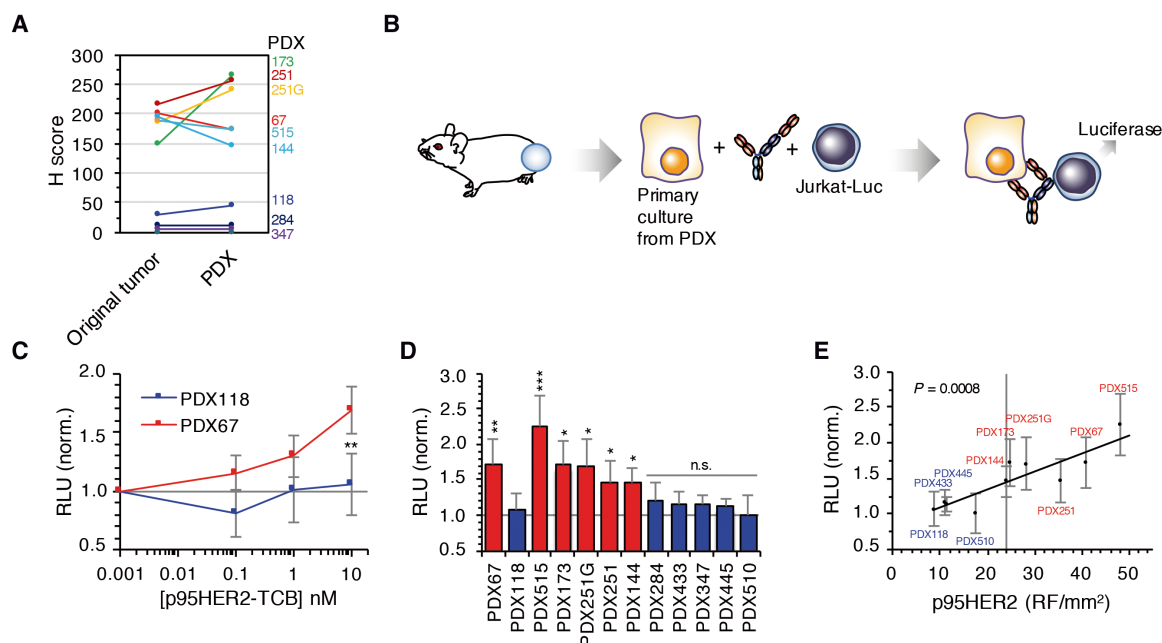 A
PDX
300
250
200
150
100
50
0
H score
173
251
251G
67
515
144
118
284
347
Original tumor
PDX
B
+
+
Primary
culture
from PDX
Jurkat-Luc
Luciferase
C
2.0
1.5
1.0
0.5
RLU (norm.)
PDX118
PDX67
**
0.001
0.01
0.1
1
10
[p95HER2-TCB] nM
D
3.0
2.5
2.0
1.5
1.0
0.5
RLU (norm.)
**
***
*
*
*
*
n.s.
PDX67
PDX118
PDX515
PDX173
PDX251G
PDX251
PDX144
PDX284
PDX433
PDX347
PDX445
PDX510
E
3.0
2.5
2.0
1.5
1.0
0.5
RLU (norm.)
P = 0.0008
PDX515
PDX251G
PDX173
PDX67
PDX144
PDX445
PDX433
PDX251
PDX118
PDX510
0
10
20
30
40
50
p95HER2 (RF/mm²)